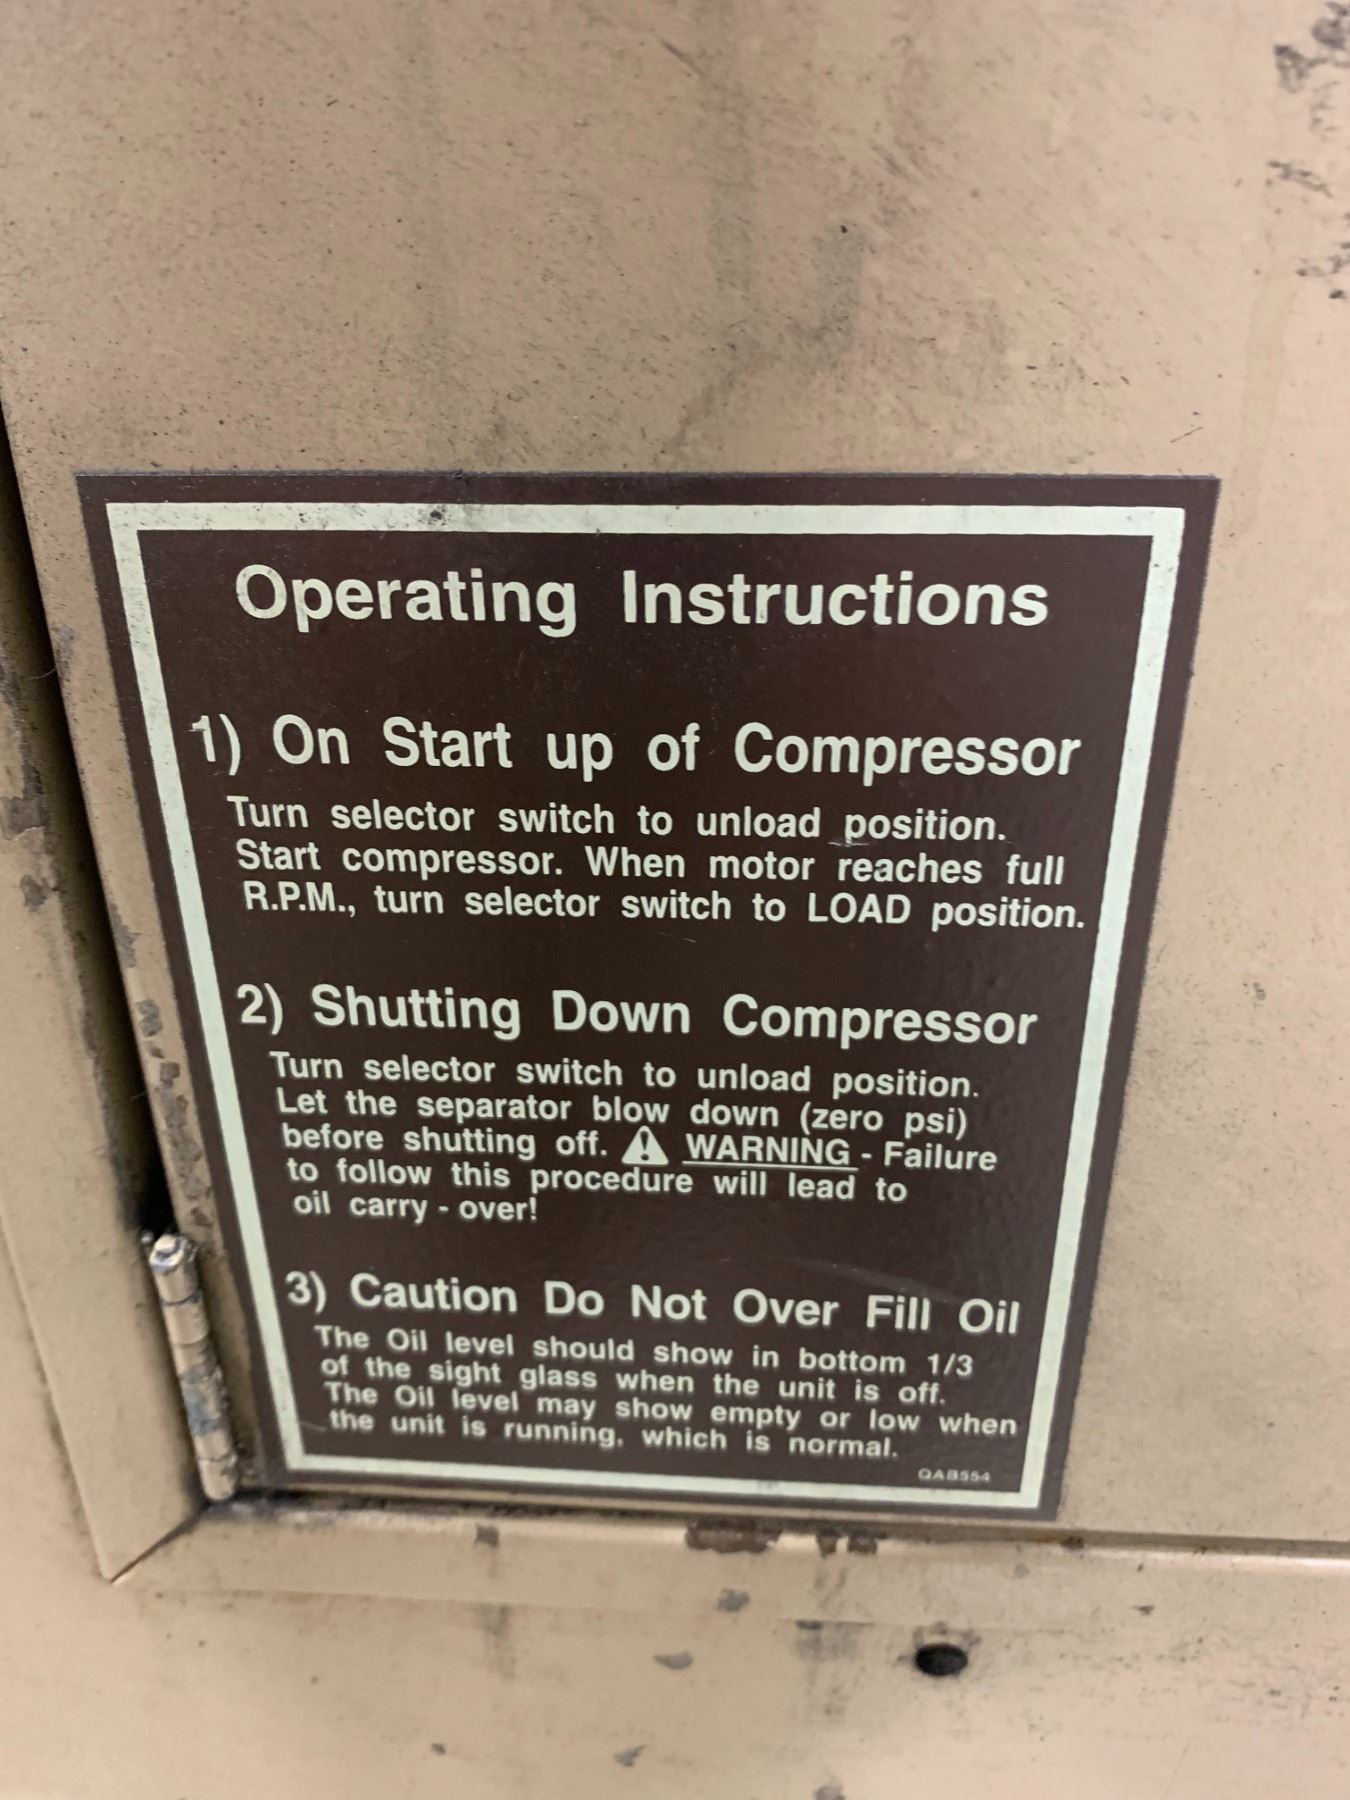 Operating Instructions
1) On Start up of Compressor
Turn selector switch to unload position.
Start compressor. When motor reaches full
R.P.M., turn selector switch to LOAD position.
2) Shutting Down Compressor
Turn selector switch to unload position.
Let the separator blow down (zero psi)
before shutting off. ⚠ WARNING - Failure
to follow this procedure will lead to
oil carry - over!
3) Caution Do Not Over Fill Oil
The Oil level should show in bottom 1/3
of the sight glass when the unit is off.
The Oil level may show empty or low when
the unit is running, which is normal.
QAB554